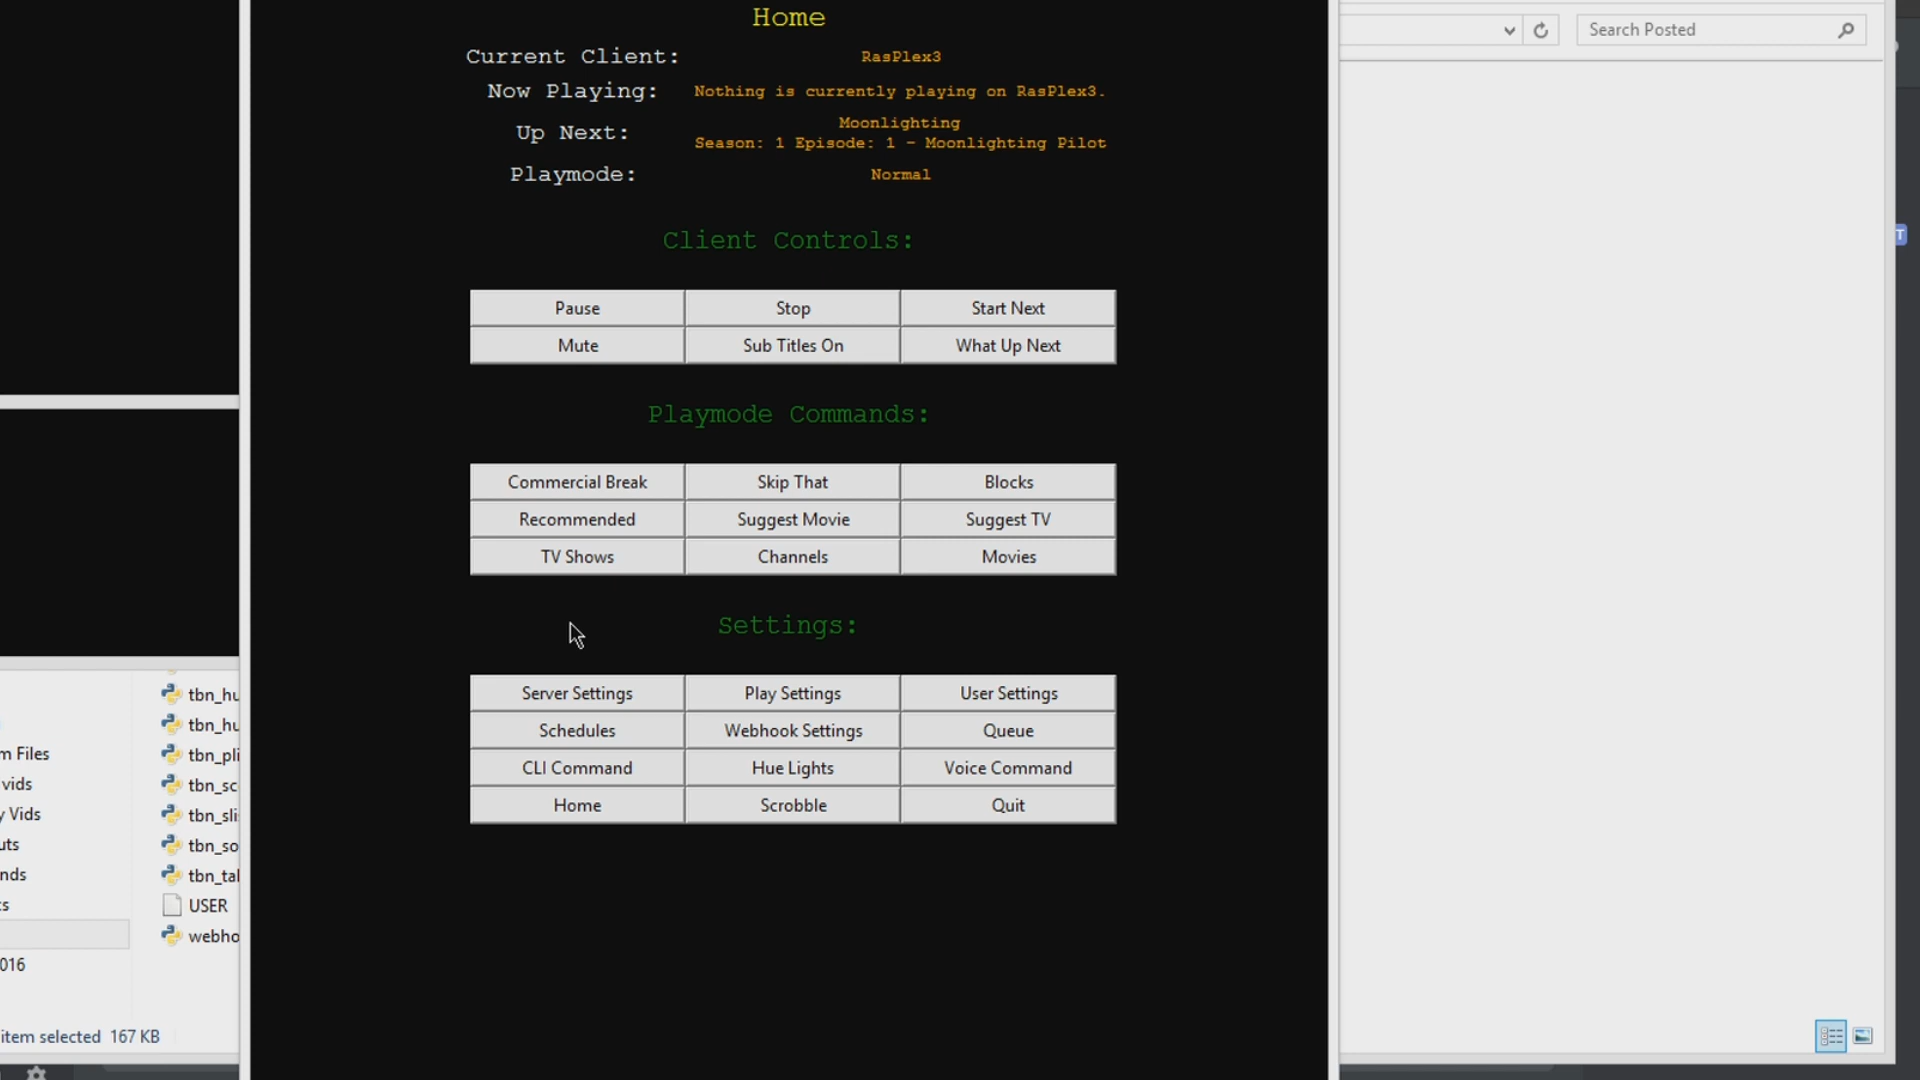 Home
Current Client: RasPlex3
Now Playing: Nothing is currently playing on RasPlex3.
Up Next: Moonlighting
Season: 1 Episode: 1 - Moonlighting Pilot
Playmode: Normal
Client Controls:
Pause Stop Start Next
Mute Sub Titles On What Up Next
Playmode Commands:
Commercial Break Skip That Blocks
Recommended Suggest Movie Suggest TV
TV Shows Channels Movies
Settings:
Server Settings Play Settings User Settings
Schedules Webhook Settings Queue
CLI Command Hue Lights Voice Command
Home Scrobble Quit
Search Posted
T
m Files
vids
y Vids
uts
nds
016
tbn_hu
tbn_hu
tbn_pli
tbn_sc
tbn_sli
tbn_so
tbn_tal
USER
webho
item selected 167 KB